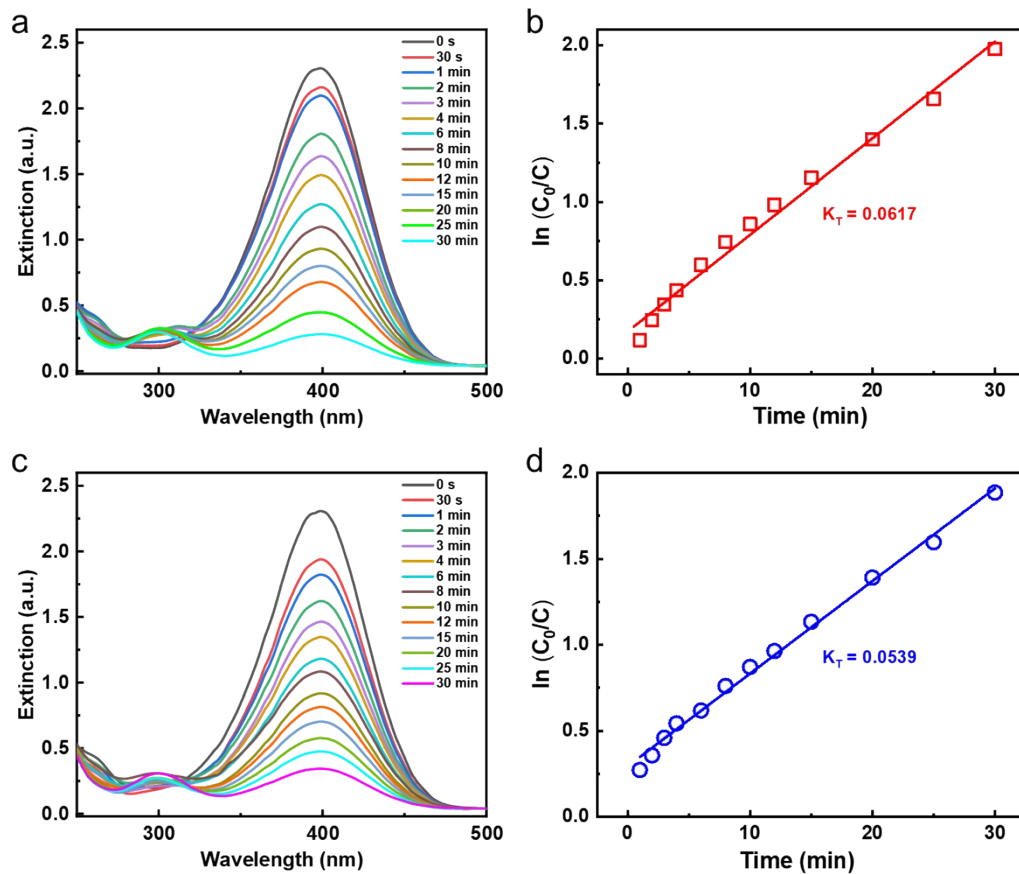 a
2.5
2.0
1.5
1.0
0.5
0.0
Extinction (a.u.)
300
400
500
Wavelength (nm)
0 s
30 s
1 min
2 min
3 min
4 min
6 min
8 min
10 min
12 min
15 min
20 min
25 min
30 min
b
2.0
1.5
1.0
0.5
0.0
ln (C₀/C)
K_T = 0.0617
0
10
20
30
Time (min)
c
2.5
2.0
1.5
1.0
0.5
0.0
Extinction (a.u.)
300
400
500
Wavelength (nm)
0 s
30 s
1 min
2 min
3 min
4 min
6 min
8 min
10 min
12 min
15 min
20 min
25 min
30 min
d
2.0
1.5
1.0
0.5
0.0
ln (C₀/C)
K_T = 0.0539
0
10
20
30
Time (min)